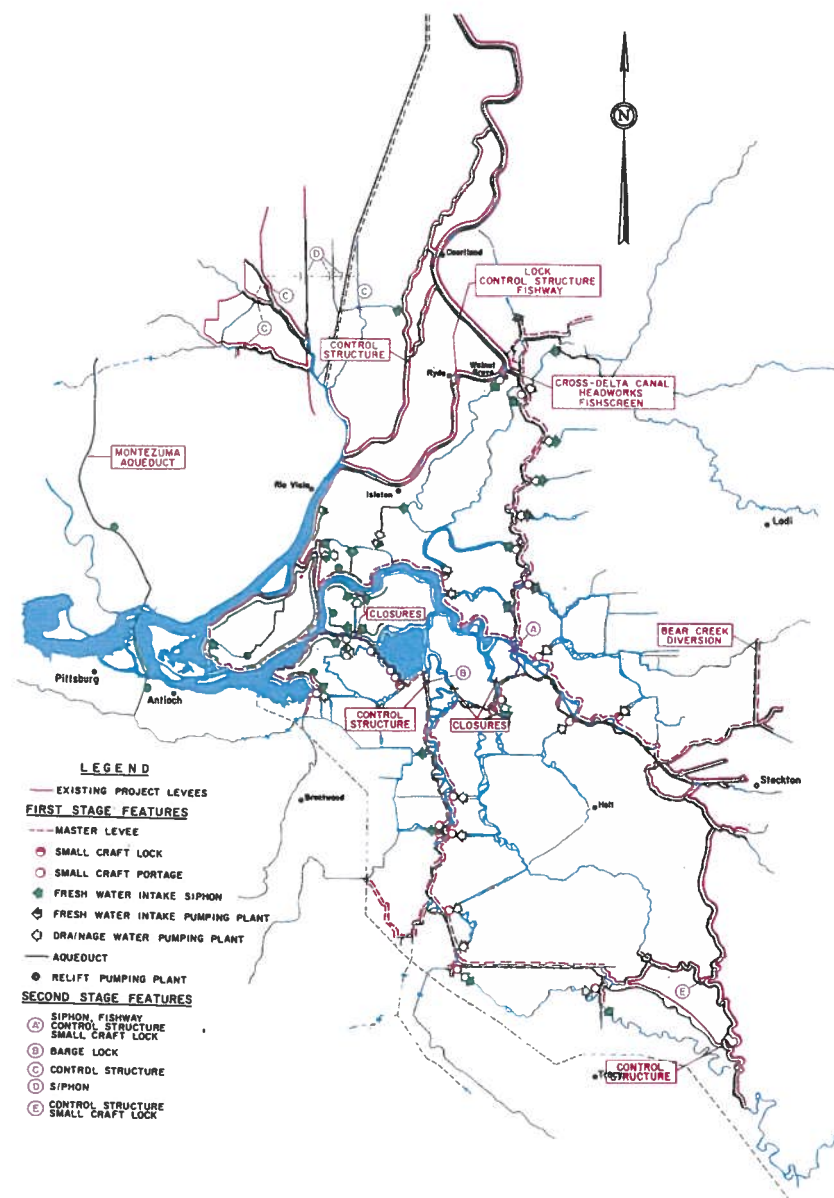 N
Courtland
LOCK
CONTROL STRUCTURE
FISHWAY
D
C
C
C
CONTROL
STRUCTURE
Ryde
Walnut
Grove
CROSS-DELTA CANAL
HEADWORKS
FISHSCREEN
MONTEZUMA
AQUEDUCT
Rio Vista
Isleton
Lodi
CLOSURES
A
BEAR CREEK
DIVERSION
Pittsburg
Antioch
B
CONTROL
STRUCTURE
CLOSURES
Stockton
Brentwood
Holt
E
CONTROL
STRUCTURE
Tracy
LEGEND
EXISTING PROJECT LEVEES
FIRST STAGE FEATURES
MASTER LEVEE
SMALL CRAFT LOCK
SMALL CRAFT PORTAGE
FRESH WATER INTAKE SIPHON
FRESH WATER INTAKE PUMPING PLANT
DRAINAGE WATER PUMPING PLANT
AQUEDUCT
RELIFT PUMPING PLANT
SECOND STAGE FEATURES
A SIPHON, FISHWAY
CONTROL STRUCTURE
SMALL CRAFT LOCK
B BARGE LOCK
C CONTROL STRUCTURE
D SIPHON
E CONTROL STRUCTURE
SMALL CRAFT LOCK